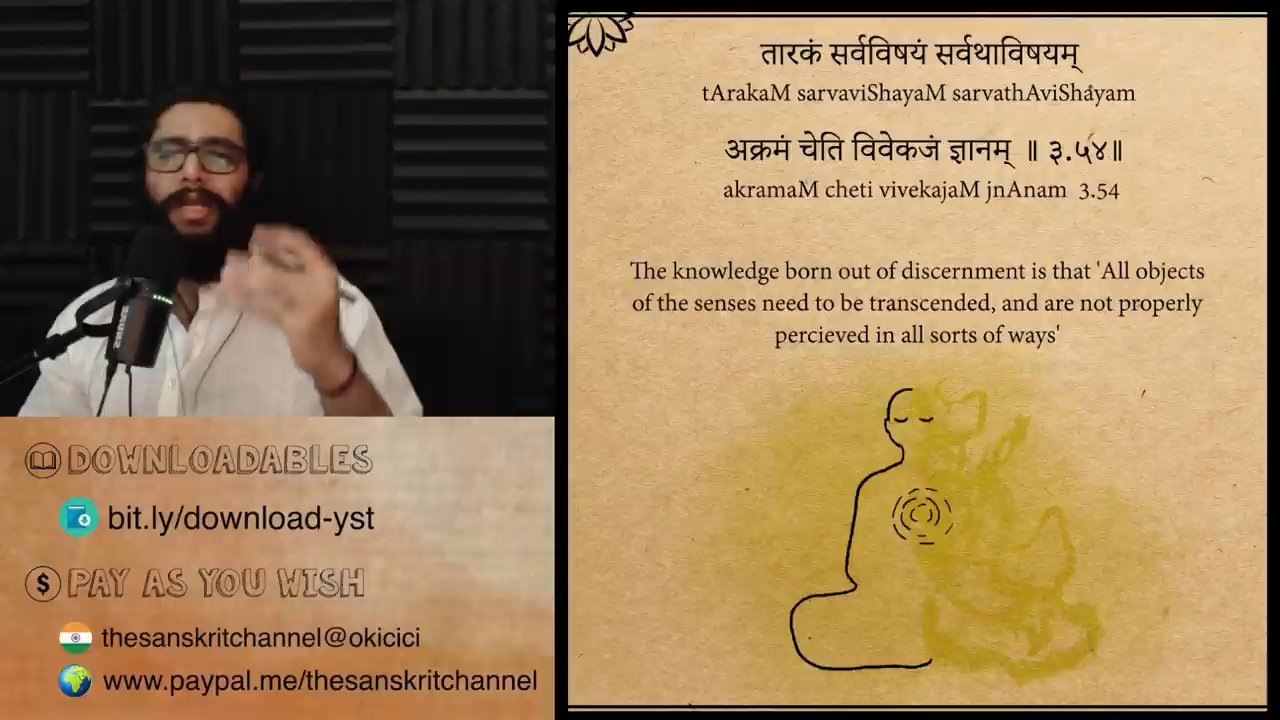 तारकं सर्वविषयं सर्वथाविषयम्
tArakaM sarvaviShayaM sarvathAviShayam
अक्रमं चेति विवेकजं ज्ञानम् ॥ ३.५४॥
akramaM cheti vivekajaM jnAnam 3.54
The knowledge born out of discernment is that 'All objects
of the senses need to be transcended, and are not properly
percieved in all sorts of ways'
DOWNLOADABLES
bit.ly/download-yst
$ PAY AS YOU WISH
thesanskritchannel@okicici
www.paypal.me/thesanskritchannel